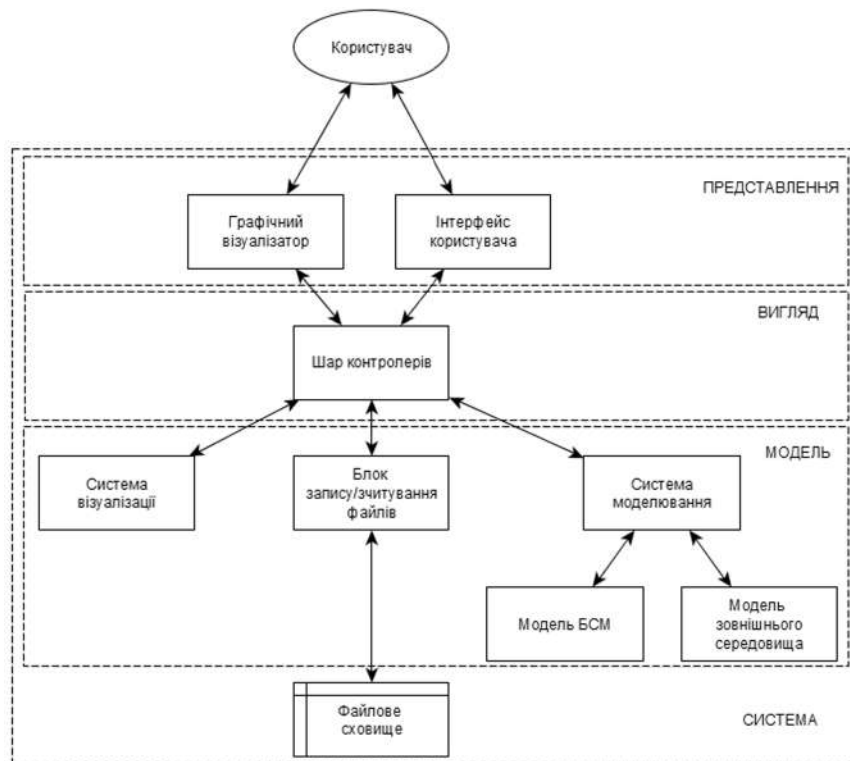 Користувач
ПРЕДСТАВЛЕННЯ
Графічний
візуалізатор
Інтерфейс
користувача
ВИГЛЯД
Шар контролерів
МОДЕЛЬ
Система
візуалізації
Блок
запису/зчитування
файлів
Система
моделювання
Модель БСМ
Модель
зовнішнього
середовища
Файлове
сховище
СИСТЕМА